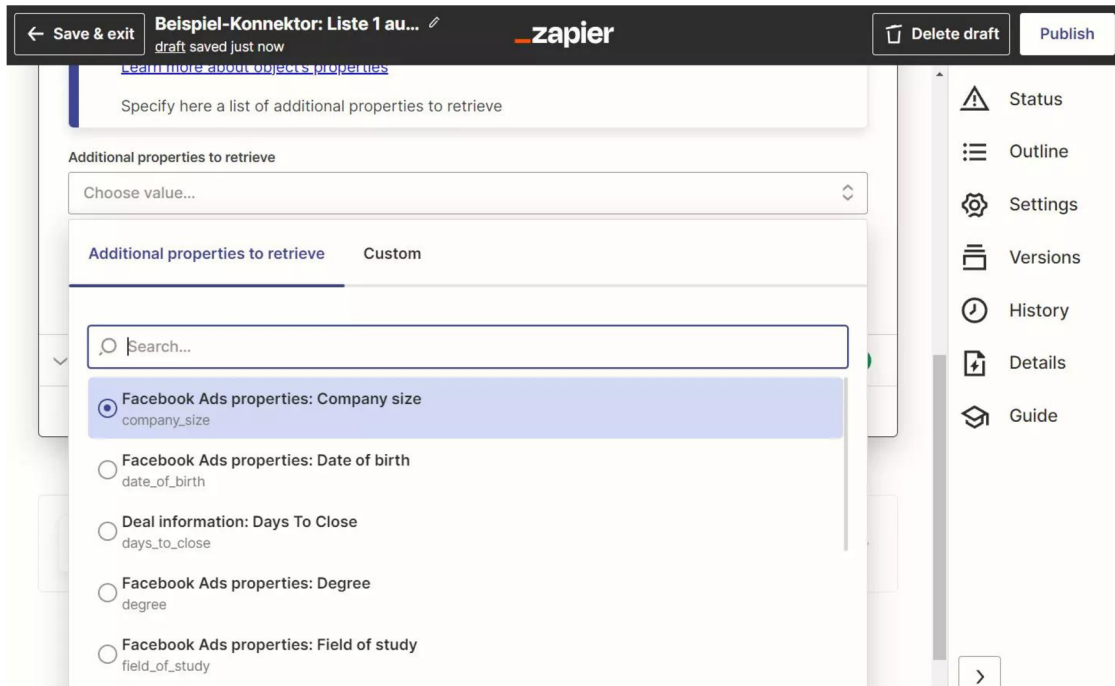 Save & exit
Beispiel-Konnektor: Liste 1 au...
draft saved just now
_zapier
Delete draft
Publish
Learn more about object's properties
Specify here a list of additional properties to retrieve
Additional properties to retrieve
Choose value...
Additional properties to retrieve
Custom
Search...
Facebook Ads properties: Company size
company_size
Facebook Ads properties: Date of birth
date_of_birth
Deal information: Days To Close
days_to_close
Facebook Ads properties: Degree
degree
Facebook Ads properties: Field of study
field_of_study
Status
Outline
Settings
Versions
History
Details
Guide